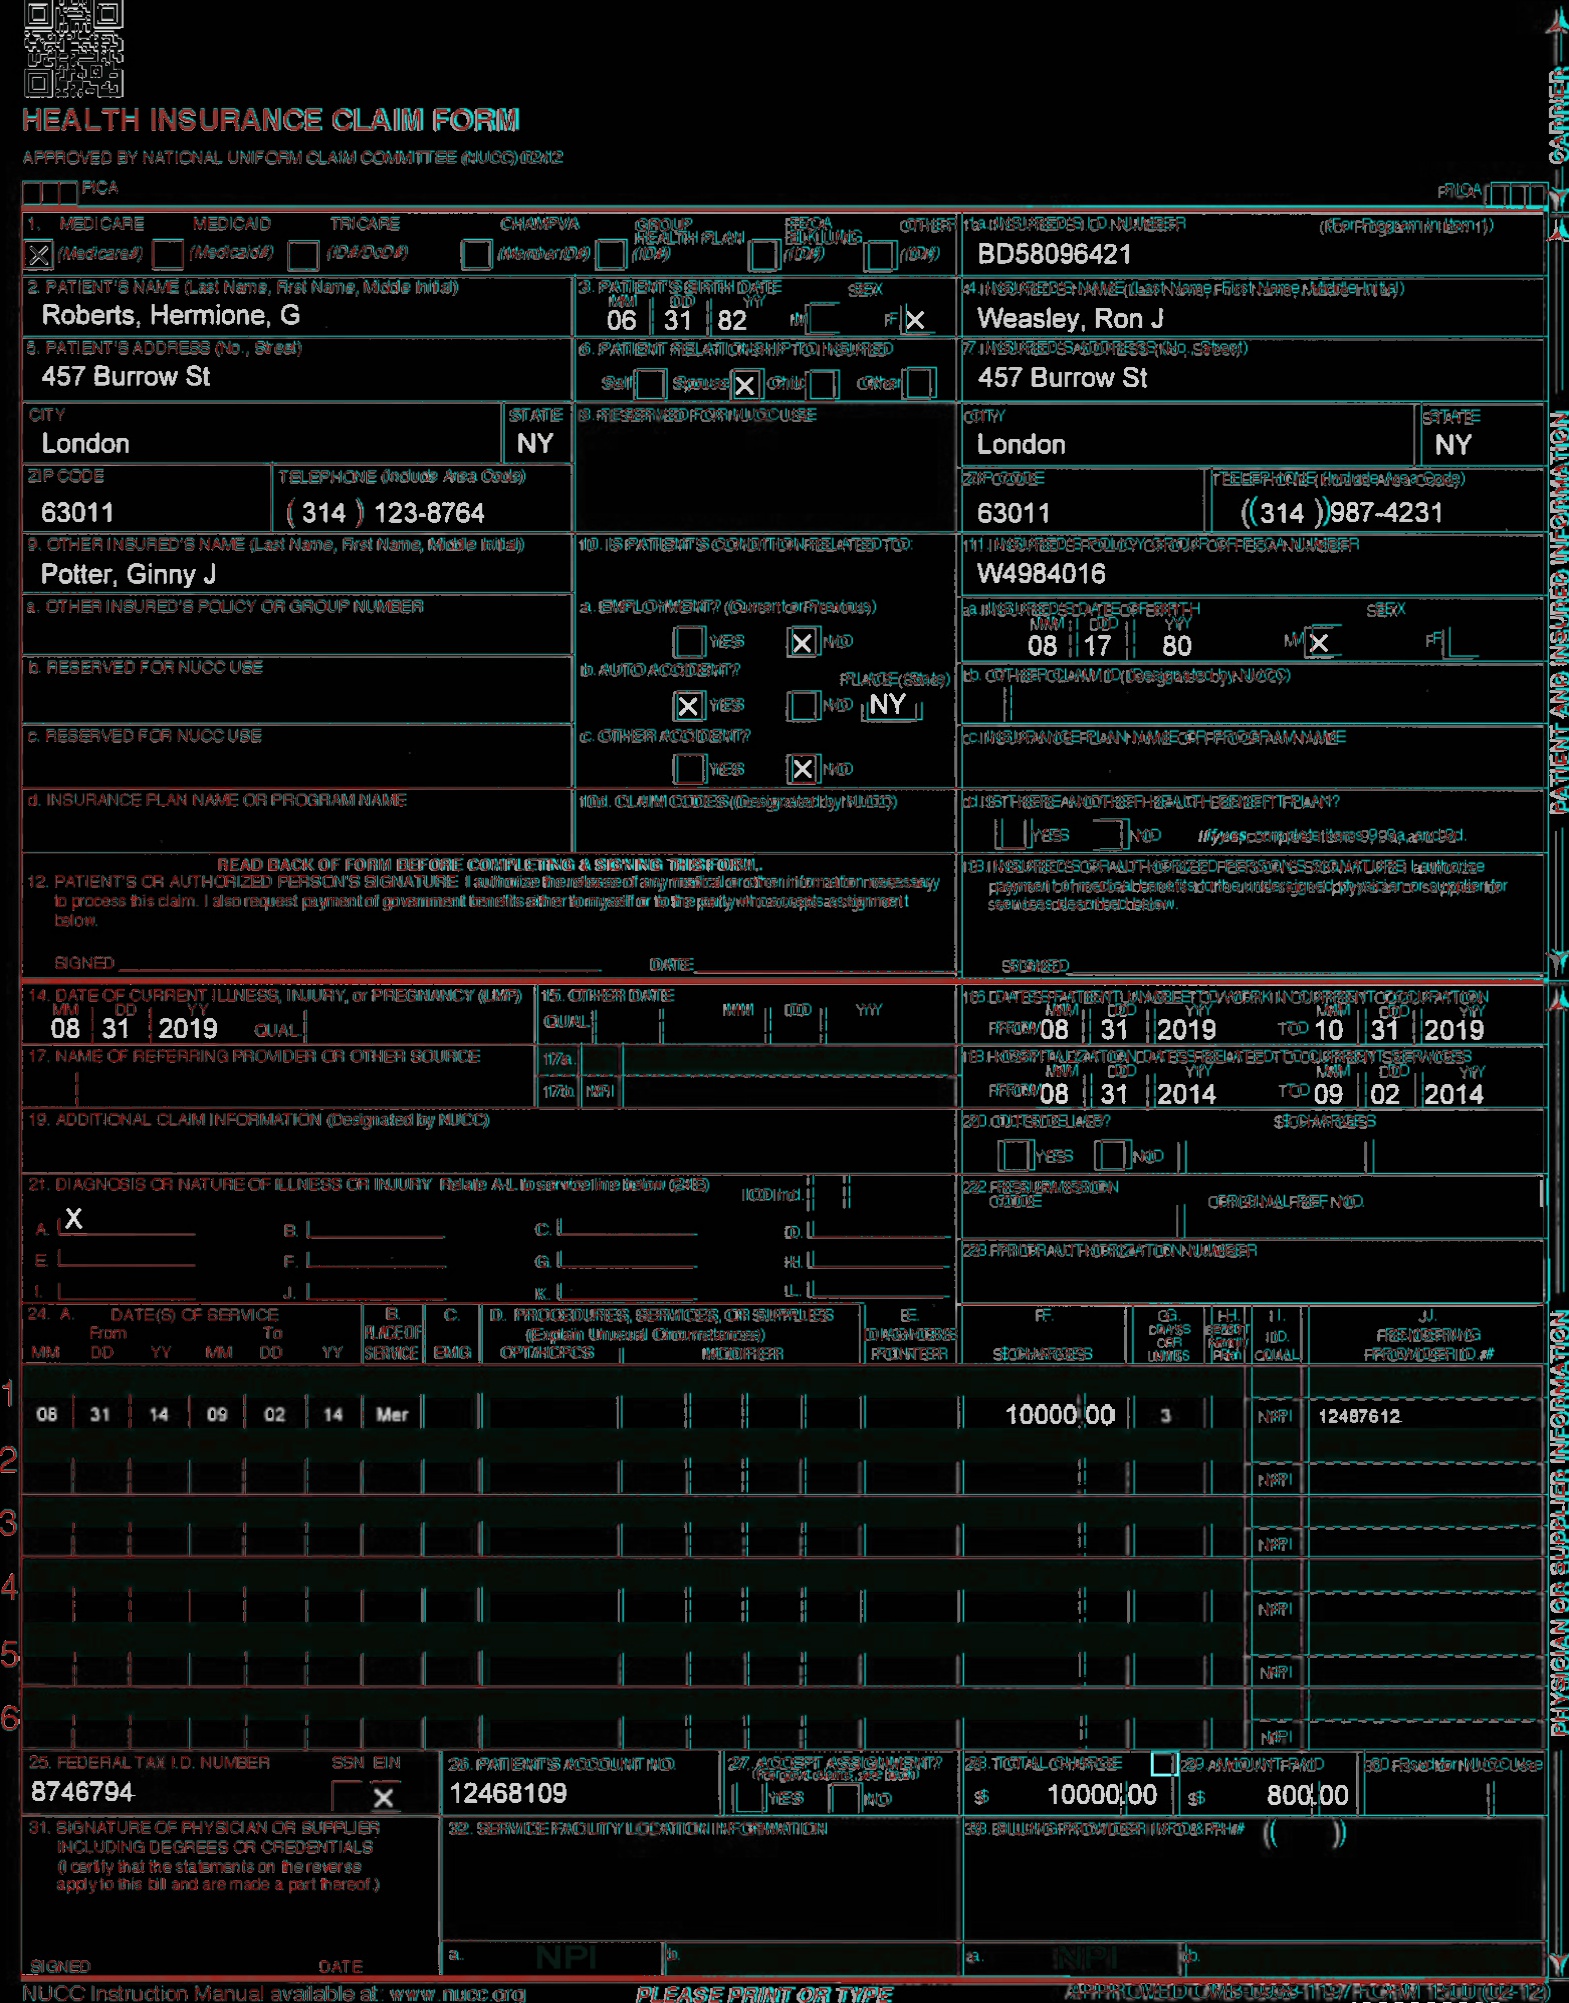 HEALTH INSURANCE CLAIM FORM
APPROVED BY NATIONAL UNIFORM CLAIM COMMITTEE (NUCC) 02/12
PICA
PICA
CARRIER
1. MEDICARE MEDICAID TRICARE CHAMPVA GROUP HEALTH PLAN FECA BLK LUNG OTHER
X (Medicare#) (Medicaid#) (ID#/DoD#) (Member ID#) (ID#) (ID#) (ID#)
1a. INSURED'S I.D. NUMBER (For Program in Item 1)
BD58096421
2. PATIENT'S NAME (Last Name, First Name, Middle Initial)
Roberts, Hermione, G
3. PATIENT'S BIRTH DATE SEX
MM DD YY
06 31 82 M F X
4. INSURED'S NAME (Last Name, First Name, Middle Initial)
Weasley, Ron J
5. PATIENT'S ADDRESS (No., Street)
457 Burrow St
6. PATIENT RELATIONSHIP TO INSURED
Self Spouse X Child Other
7. INSURED'S ADDRESS (No., Street)
457 Burrow St
CITY
London
STATE
NY
8. RESERVED FOR NUCC USE
CITY
London
STATE
NY
ZIP CODE
63011
TELEPHONE (Include Area Code)
( 314 ) 123-8764
ZIP CODE
63011
TELEPHONE (Include Area Code)
( 314 ) 987-4231
9. OTHER INSURED'S NAME (Last Name, First Name, Middle Initial)
Potter, Ginny J
10. IS PATIENT'S CONDITION RELATED TO:
11. INSURED'S POLICY GROUP OR FECA NUMBER
W4984016
a. OTHER INSURED'S POLICY OR GROUP NUMBER
a. EMPLOYMENT? (Current or Previous)
YES X NO
a. INSURED'S DATE OF BIRTH SEX
MM DD YY
08 17 80 M X F
b. RESERVED FOR NUCC USE
b. AUTO ACCIDENT? PLACE (State)
X YES NO NY
b. OTHER CLAIM ID (Designated by NUCC)
c. RESERVED FOR NUCC USE
c. OTHER ACCIDENT?
YES X NO
c. INSURANCE PLAN NAME OR PROGRAM NAME
d. INSURANCE PLAN NAME OR PROGRAM NAME
10d. CLAIM CODES (Designated by NUCC)
d. IS THERE ANOTHER HEALTH BENEFIT PLAN?
YES NO If yes, complete items 9, 9a, and 9d.
PATIENT AND INSURED INFORMATION
READ BACK OF FORM BEFORE COMPLETING & SIGNING THIS FORM.
12. PATIENT'S OR AUTHORIZED PERSON'S SIGNATURE I authorize the release of any medical or other information necessary
to process this claim. I also request payment of government benefits either to myself or to the party who accepts assignment
below.
SIGNED DATE
13. INSURED'S OR AUTHORIZED PERSON'S SIGNATURE I authorize
payment of medical benefits to the undersigned physician or supplier for
services described below.
SIGNED
14. DATE OF CURRENT ILLNESS, INJURY, or PREGNANCY (LMP)
MM DD YY
08 31 2019 QUAL.
15. OTHER DATE
QUAL. MM DD YY
16. DATES PATIENT UNABLE TO WORK IN CURRENT OCCUPATION
MM DD YY MM DD YY
FROM 08 31 2019 TO 10 31 2019
17. NAME OF REFERRING PROVIDER OR OTHER SOURCE
17a.
17b. NPI
18. HOSPITALIZATION DATES RELATED TO CURRENT SERVICES
MM DD YY MM DD YY
FROM 08 31 2014 TO 09 02 2014
19. ADDITIONAL CLAIM INFORMATION (Designated by NUCC)
20. OUTSIDE LAB? $ CHARGES
YES NO
21. DIAGNOSIS OR NATURE OF ILLNESS OR INJURY Relate A-L to service line below (24E)
ICD Ind.
A. X B. C. D.
E. F. G. H.
I. J. K. L.
22. RESUBMISSION CODE ORIGINAL REF. NO.
23. PRIOR AUTHORIZATION NUMBER
24. A. DATE(S) OF SERVICE
From To
MM DD YY MM DD YY
B. PLACE OF SERVICE
C. EMG
D. PROCEDURES, SERVICES, OR SUPPLIES
(Explain Unusual Circumstances)
CPT/HCPCS MODIFIER
E. DIAGNOSIS POINTER
F. $ CHARGES
G. DAYS OR UNITS
H. EPSDT Family Plan
I. ID. QUAL.
J. RENDERING PROVIDER ID. #
1
08 31 14 09 02 14 Mer 10000 00 3 NPI 12487612
2
NPI
3
NPI
4
NPI
5
NPI
6
NPI
PHYSICIAN OR SUPPLIER INFORMATION
25. FEDERAL TAX I.D. NUMBER SSN EIN
8746794 X
26. PATIENT'S ACCOUNT NO.
12468109
27. ACCEPT ASSIGNMENT?
(For govt. claims, see back)
YES NO
28. TOTAL CHARGE
$ 10000 00
29. AMOUNT PAID
$ 800 00
30. Rsvd for NUCC Use
31. SIGNATURE OF PHYSICIAN OR SUPPLIER
INCLUDING DEGREES OR CREDENTIALS
(I certify that the statements on the reverse
apply to this bill and are made a part thereof.)
SIGNED DATE
32. SERVICE FACILITY LOCATION INFORMATION
a. NPI b.
33. BILLING PROVIDER INFO & PH # ( )
a. NPI b.
NUCC Instruction Manual available at: www.nucc.org
PLEASE PRINT OR TYPE
APPROVED OMB-0938-1197 FORM 1500 (02-12)